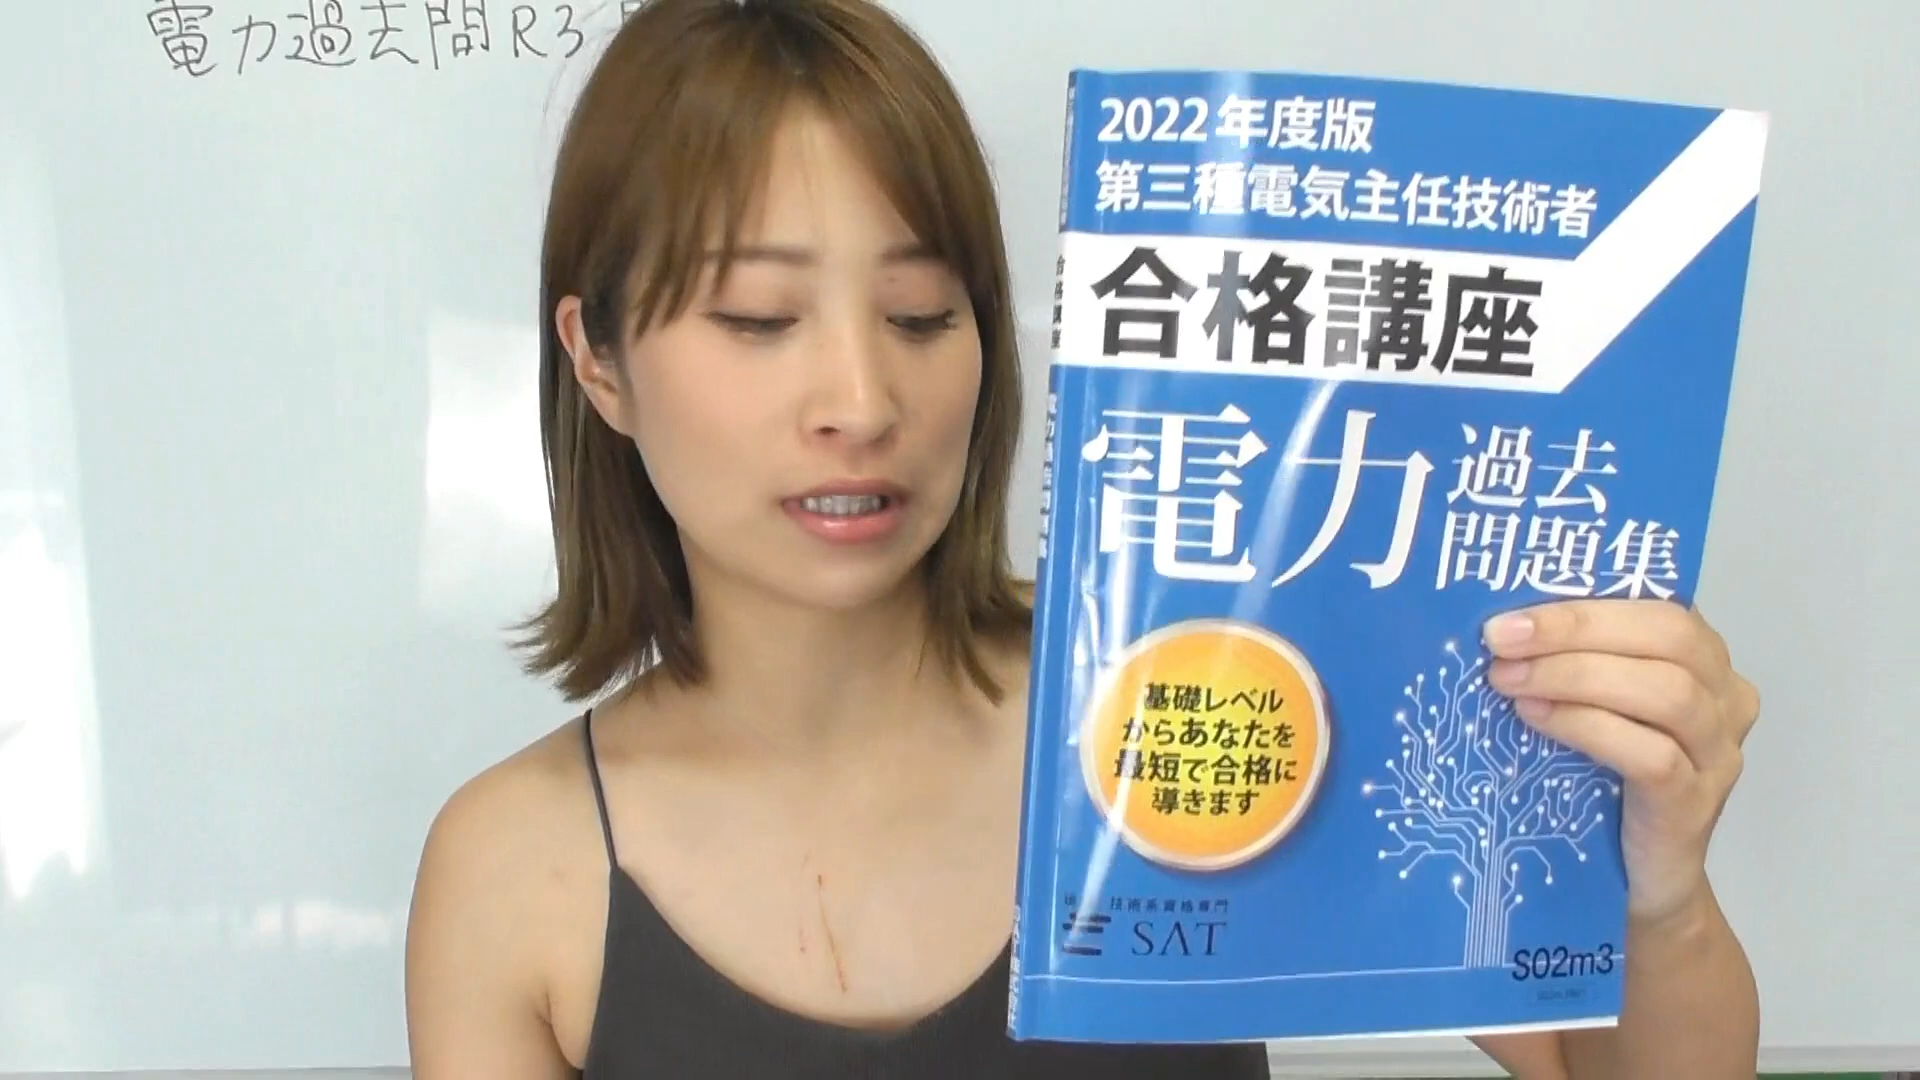 電力過去問R3
2022年度版
第三種電気主任技術者
合格講座
電力過去
問題集
基礎レベル
からあなたを
最短で合格に
導きます
技術系資格専門
SAT
S02m3